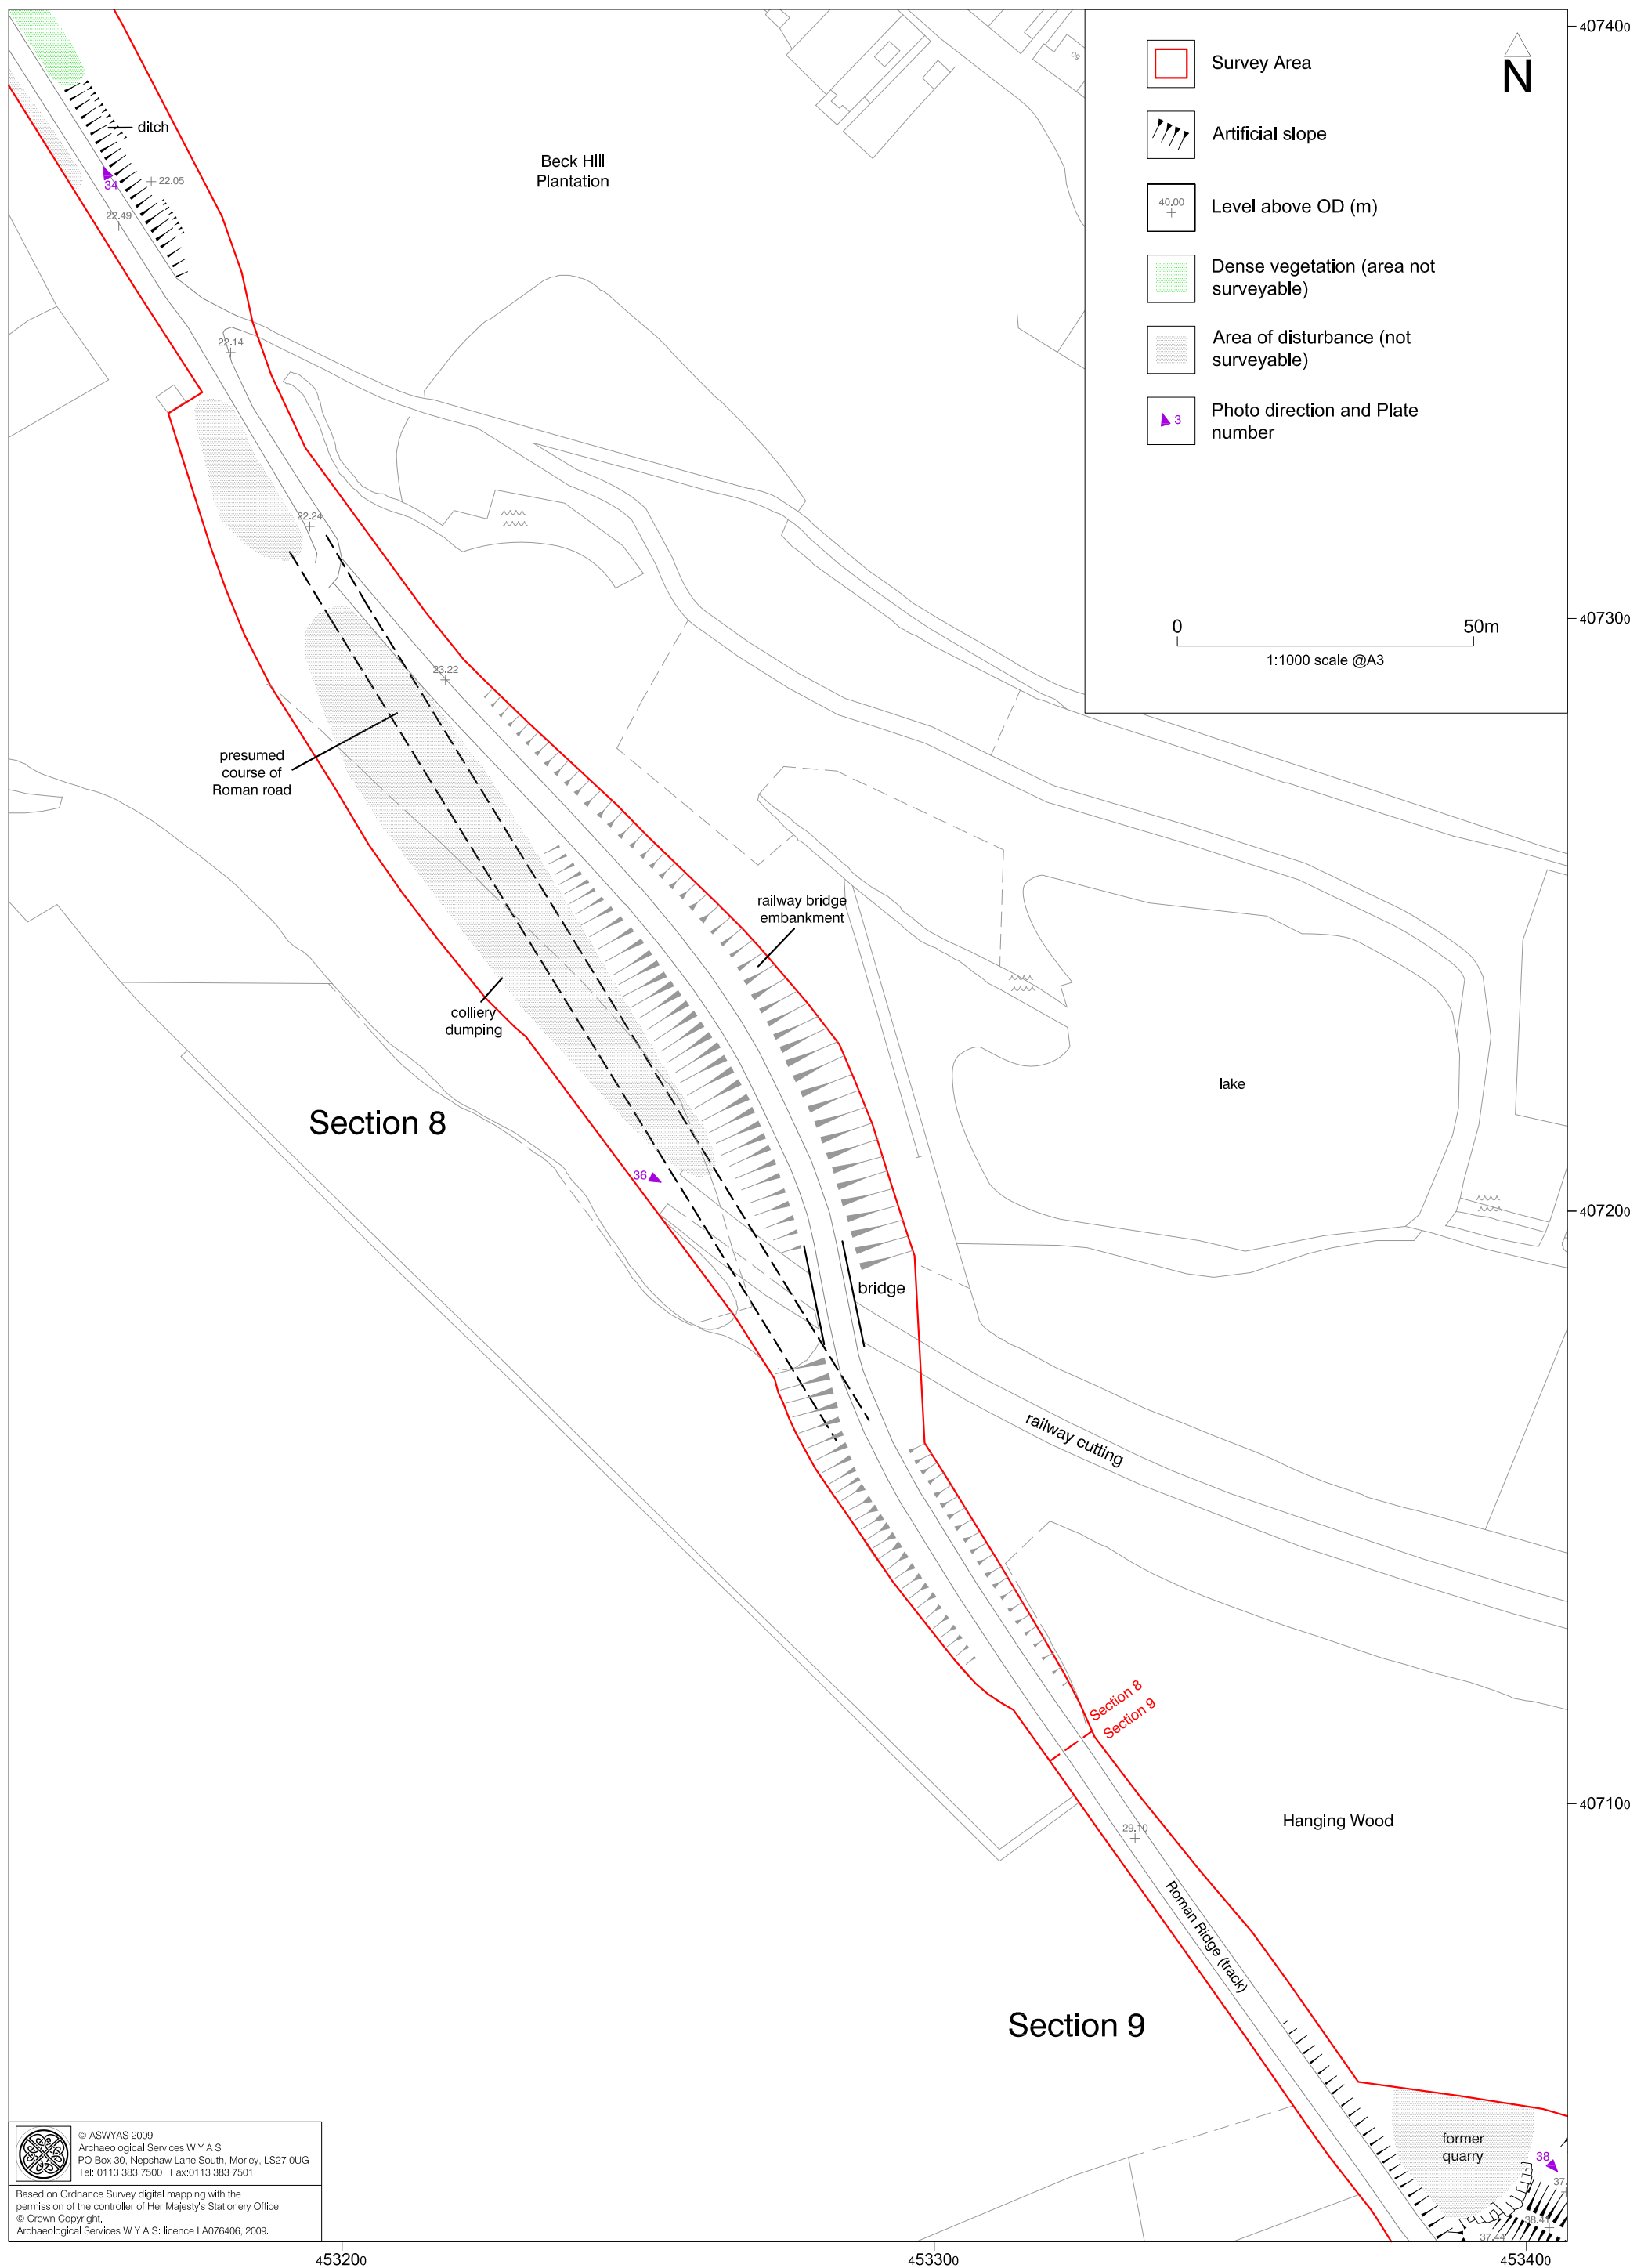 Survey Area
N
Artificial slope
40.00
Level above OD (m)
Dense vegetation (area not
surveyable)
Area of disturbance (not
surveyable)
3
Photo direction and Plate
number
0
50m
1:1000 scale @A3
407400
407300
407200
407100
ditch
34
22.05
22.49
Beck Hill
Plantation
50
22.14
22.24
23.22
presumed
course of
Roman road
railway bridge
embankment
colliery
dumping
lake
Section 8
36
bridge
railway cutting
Section 8
Section 9
29.10
Hanging Wood
Roman Ridge (track)
Section 9
former
quarry
38
37.
38.41
37.44
© ASWYAS 2009,
Archaeological Services W Y A S
PO Box 30, Nepshaw Lane South, Morley, LS27 0UG
Tel: 0113 383 7500 Fax:0113 383 7501
Based on Ordnance Survey digital mapping with the
permission of the controller of Her Majesty's Stationery Office.
© Crown Copyright,
Archaeological Services W Y A S: licence LA076406, 2009.
453200
453300
453400